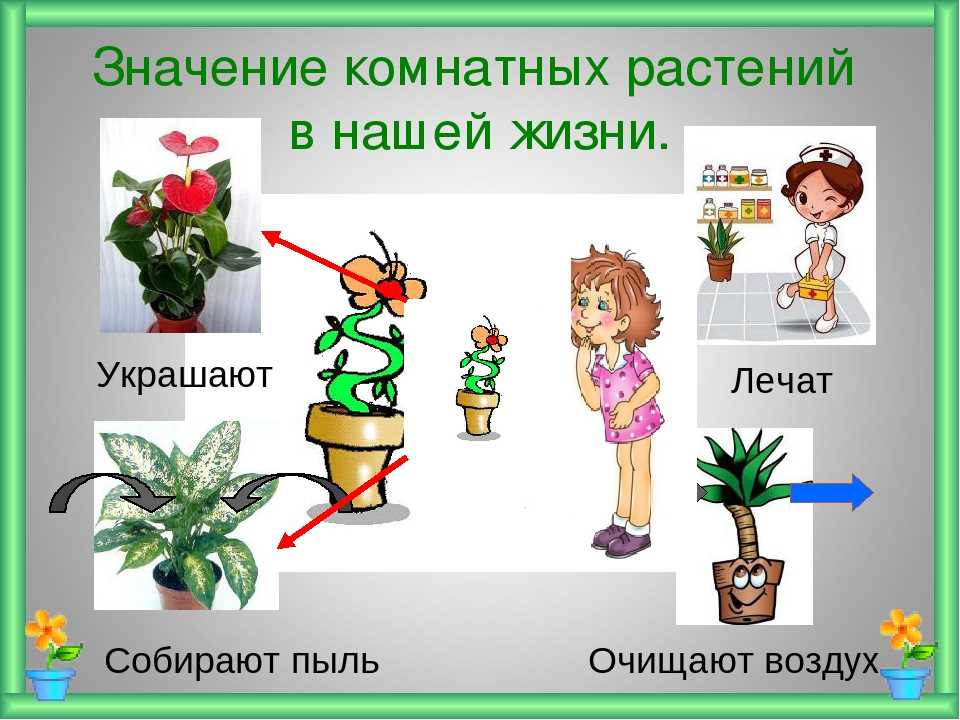 Значение комнатных растений
в нашей жизни.
Украшают
Лечат
Собирают пыль
Очищают воздух